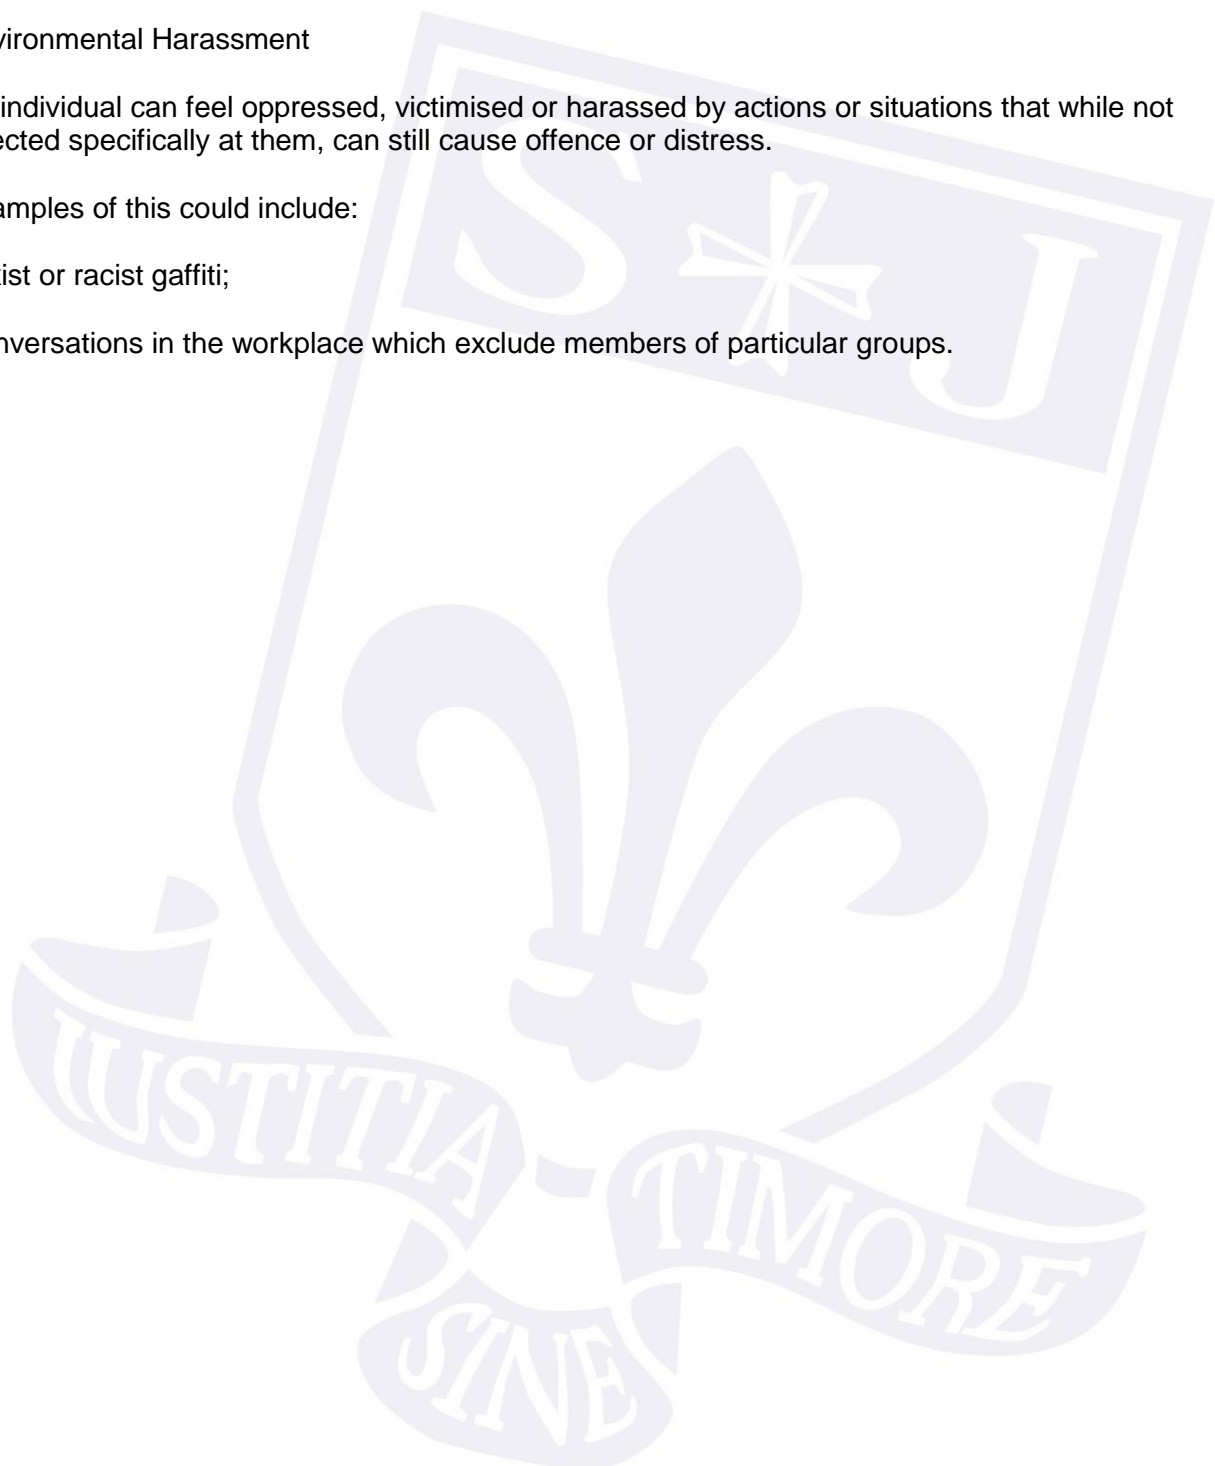 vironmental Harassment
individual can feel oppressed, victimised or harassed by actions or situations that while not
ected specifically at them, can still cause offence or distress.
amples of this could include:
ist or racist gaffiti;
nversations in the workplace which exclude members of particular groups.
S J
IUSTITIA
TIMORE
SINE